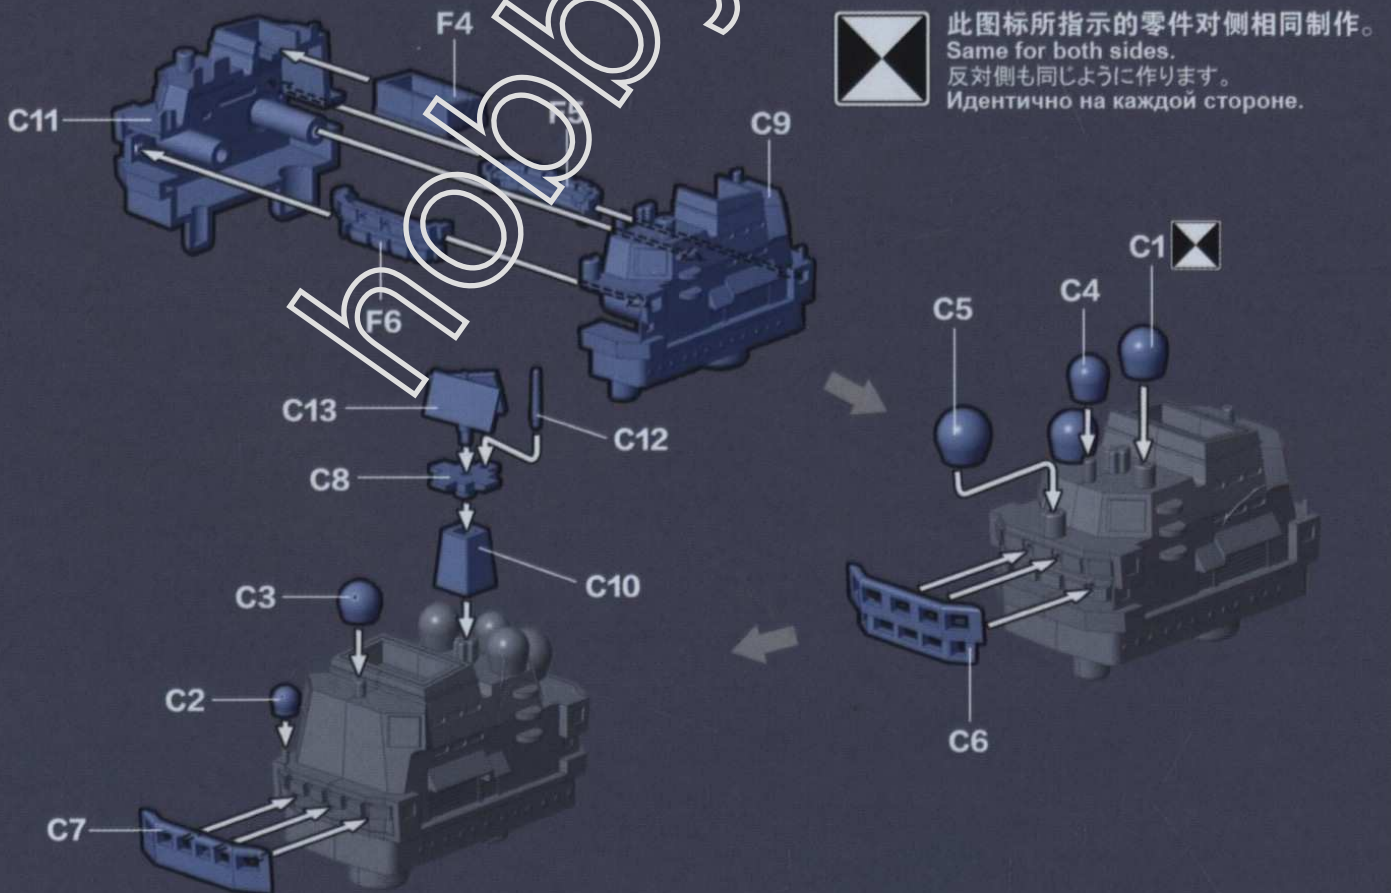 F4
此图标所指示的零件对侧相同制作。
Same for both sides.
反対側も同じように作ります。
Идентично на каждой стороне.
C11
F5
C9
F6
C1
C4
C5
C13
C12
C8
C10
C3
C2
C6
C7
hobby